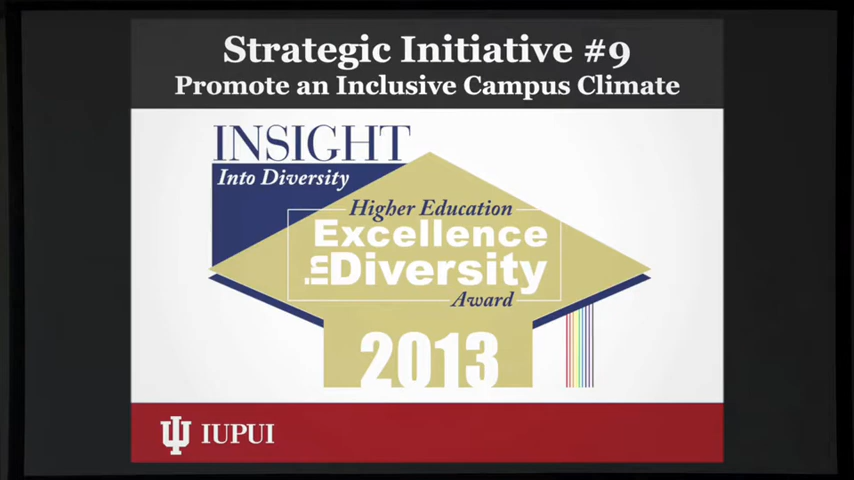 Strategic Initiative #9
Promote an Inclusive Campus Climate
INSIGHT
Into Diversity
Higher Education
Excellence
in Diversity
Award
2013
IUPUI